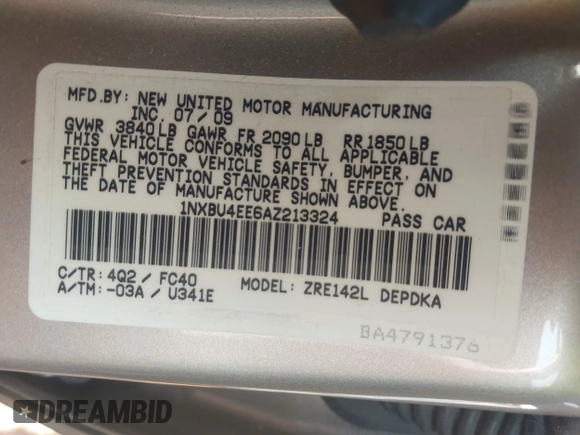 MFD.BY: NEW UNITED MOTOR MANUFACTURING
INC. 07/09
GVWR 3840LB GAWR FR 2090LB RR1850LB
THIS VEHICLE CONFORMS TO ALL APPLICABLE
FEDERAL MOTOR VEHICLE SAFETY, BUMPER, AND
THEFT PREVENTION STANDARDS IN EFFECT ON
THE DATE OF MANUFACTURE SHOWN ABOVE.
1NXBU4EE6AZ213324 PASS CAR
C/TR: 4Q2 / FC40
A/TM: -03A / U341E MODEL: ZRE142L DEPDKA
BA4791376
DREAMBID